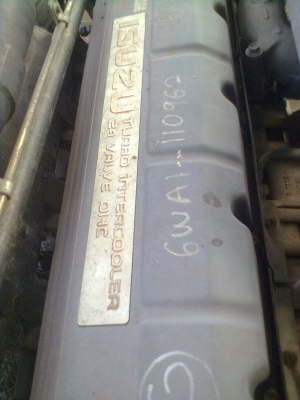 ISUZU
TURBO INTERCOOLER
24 VALVE OHC
6WA1-110962